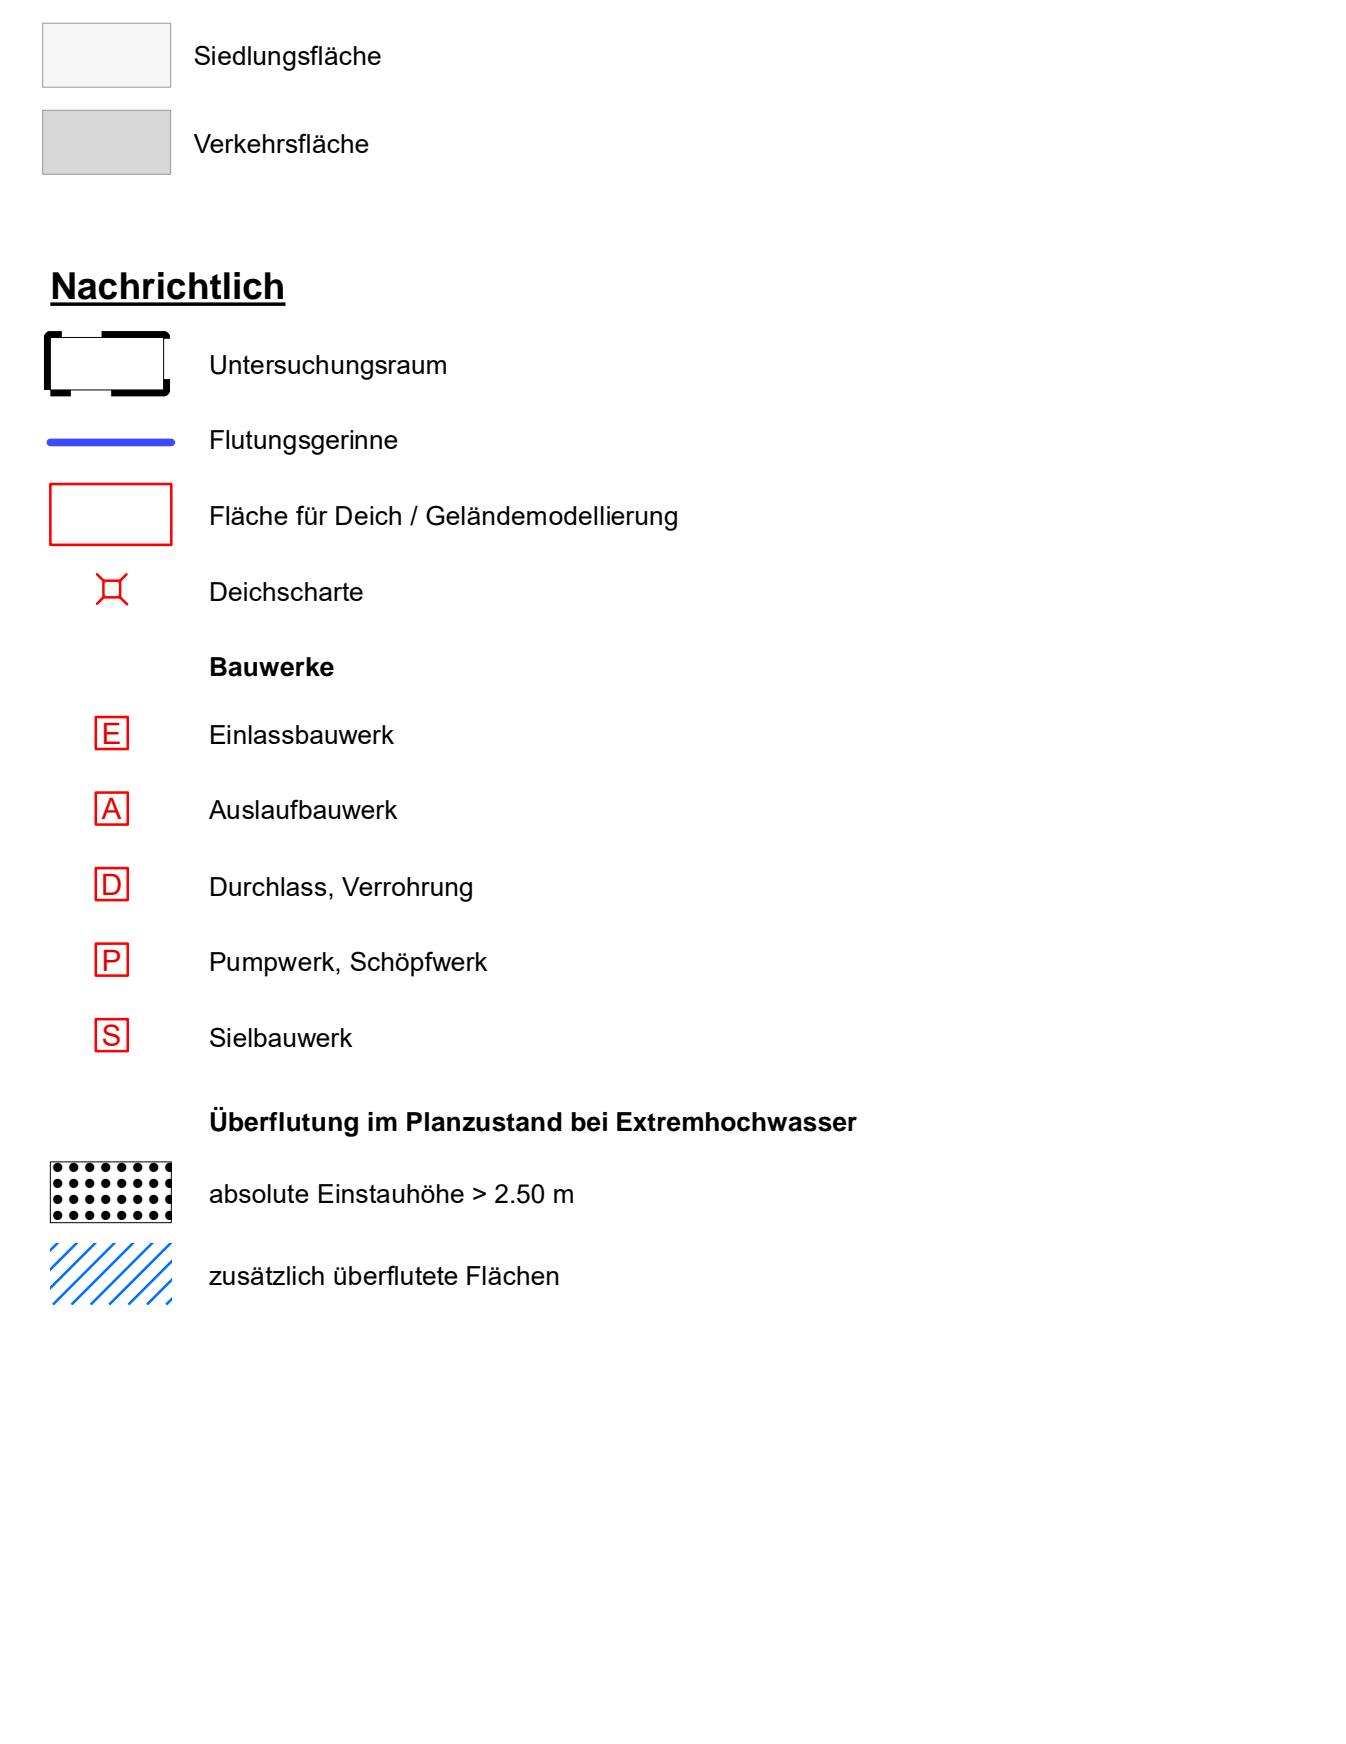 Siedlungsfläche
Verkehrsfläche
Nachrichtlich
Untersuchungsraum
Flutungsgerinne
Fläche für Deich / Geländemodellierung
Deichscharte
Bauwerke
E Einlassbauwerk
A Auslaufbauwerk
D Durchlass, Verrohrung
P Pumpwerk, Schöpfwerk
S Sielbauwerk
Überflutung im Planzustand bei Extremhochwasser
absolute Einstauhöhe > 2.50 m
zusätzlich überflutete Flächen